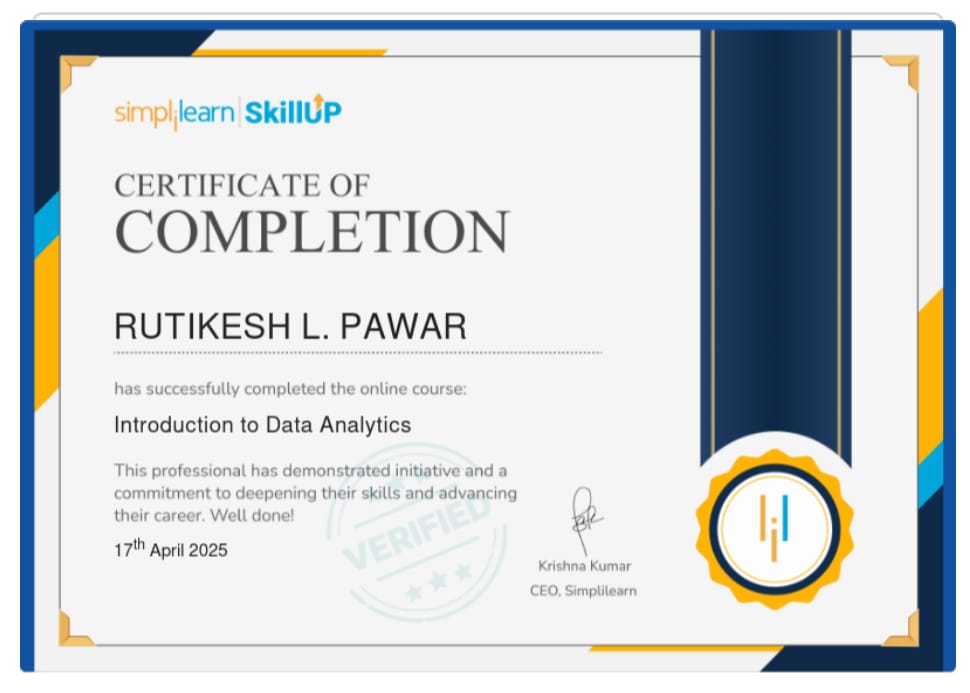 simplilearn | SkillUP
CERTIFICATE OF
COMPLETION
RUTIKESH L. PAWAR
has successfully completed the online course:
Introduction to Data Analytics
This professional has demonstrated initiative and a
commitment to deepening their skills and advancing
their career. Well done!
VERIFIED
17th April 2025
Krishna Kumar
CEO, Simplilearn